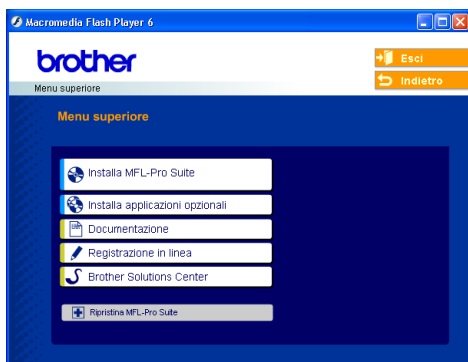 Macromedia Flash Player 6
brother
Esci
Indietro
Menu superiore
Menu superiore
Installa MFL-Pro Suite
Installa applicazioni opzionali
Documentazione
Registrazione in linea
Brother Solutions Center
Ripristina MFL-Pro Suite